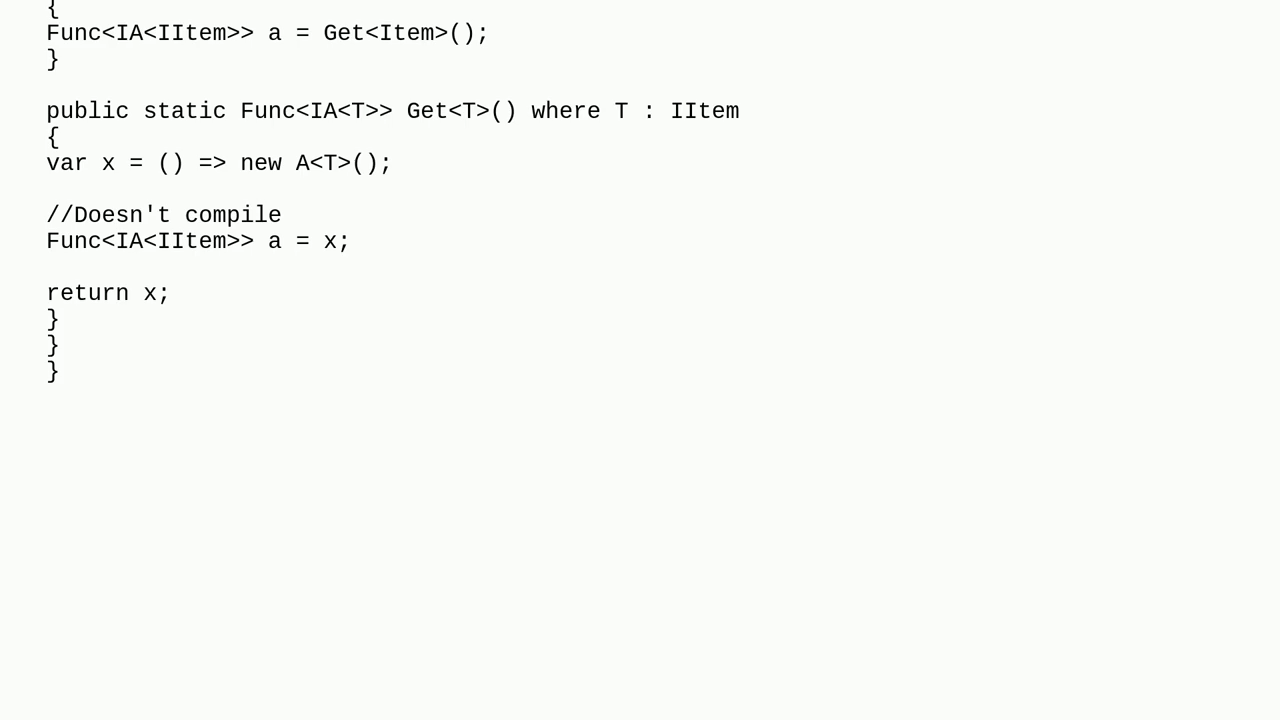 {
Func<IA<IItem>> a = Get<Item>();
}
public static Func<IA<T>> Get<T>() where T : IItem
{
var x = () => new A<T>();
//Doesn't compile
Func<IA<IItem>> a = x;
return x;
}
}
}